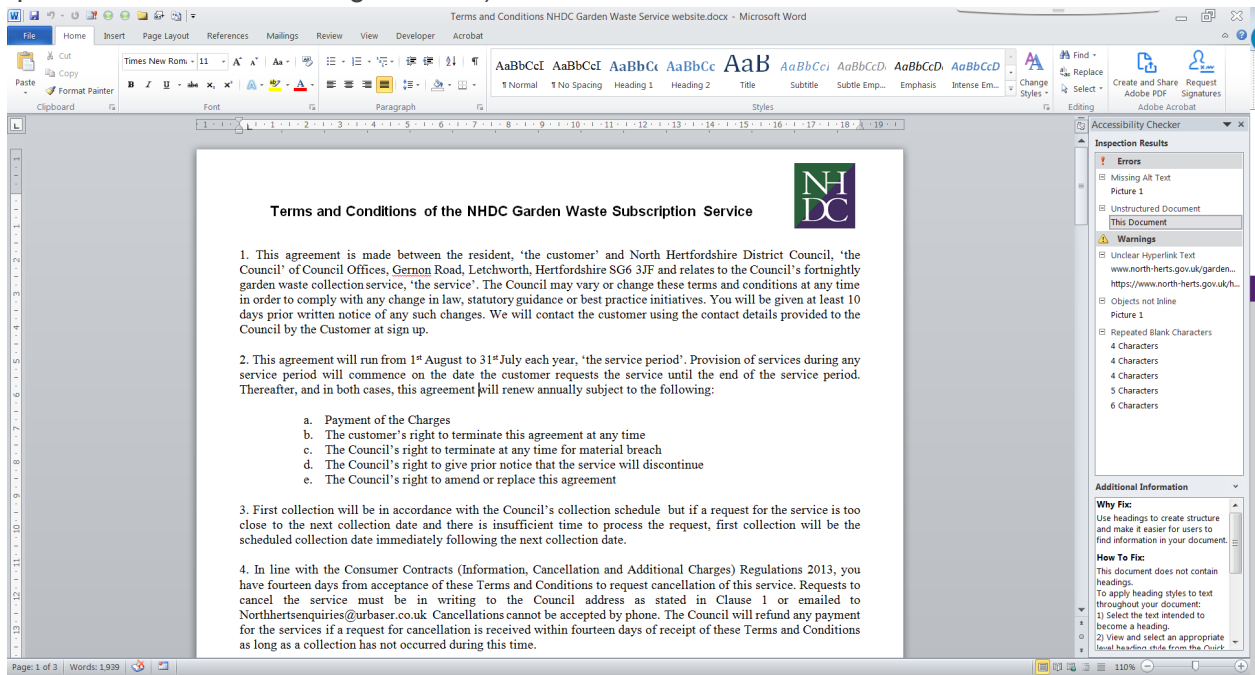 Terms and Conditions NHDC Garden Waste Service website.docx - Microsoft Word
File Home Insert Page Layout References Mailings Review View Developer Acrobat
Paste
Cut
Copy
Format Painter
Clipboard
Times New Rom 11
Font
Paragraph
AaBbCcI AaBbCcI AaBbCc AaBbCc AaB AaBbCcI AaBbCcD AaBbCcD AaBbCcD
¶ Normal ¶ No Spacing Heading 1 Heading 2 Title Subtitle Subtle Emp... Emphasis Intense Em...
Styles
Change Styles
Find
Replace
Select
Editing
Create and Share Adobe PDF
Request Signatures
Adobe Acrobat
NH
DC
Terms and Conditions of the NHDC Garden Waste Subscription Service
1. This agreement is made between the resident, 'the customer' and North Hertfordshire District Council, 'the
Council' of Council Offices, Gernon Road, Letchworth, Hertfordshire SG6 3JF and relates to the Council's fortnightly
garden waste collection service, 'the service'. The Council may vary or change these terms and conditions at any time
in order to comply with any change in law, statutory guidance or best practice initiatives. You will be given at least 10
days prior written notice of any such changes. We will contact the customer using the contact details provided to the
Council by the Customer at sign up.
2. This agreement will run from 1st August to 31st July each year, 'the service period'. Provision of services during any
service period will commence on the date the customer requests the service until the end of the service period.
Thereafter, and in both cases, this agreement will renew annually subject to the following:
a. Payment of the Charges
b. The customer's right to terminate this agreement at any time
c. The Council's right to terminate at any time for material breach
d. The Council's right to give prior notice that the service will discontinue
e. The Council's right to amend or replace this agreement
3. First collection will be in accordance with the Council's collection schedule but if a request for the service is too
close to the next collection date and there is insufficient time to process the request, first collection will be the
scheduled collection date immediately following the next collection date.
4. In line with the Consumer Contracts (Information, Cancellation and Additional Charges) Regulations 2013, you
have fourteen days from acceptance of these Terms and Conditions to request cancellation of this service. Requests to
cancel the service must be in writing to the Council address as stated in Clause 1 or emailed to
Northhertsenquiries@urbaser.co.uk Cancellations cannot be accepted by phone. The Council will refund any payment
for the services if a request for cancellation is received within fourteen days of receipt of these Terms and Conditions
as long as a collection has not occurred during this time.
Accessibility Checker
Inspection Results
Errors
Missing Alt Text
Picture 1
Unstructured Document
This Document
Warnings
Unclear Hyperlink Text
www.north-herts.gov.uk/garden...
https://www.north-herts.gov.uk/h...
Objects not Inline
Picture 1
Repeated Blank Characters
4 Characters
4 Characters
4 Characters
5 Characters
6 Characters
Additional Information
Why Fix:
Use headings to create structure
and make it easier for users to
find information in your document.
How To Fix:
This document does not contain
headings.
To apply heading styles to text
throughout your document:
1) Select the text intended to
become a heading.
2) View and select an appropriate
level heading style from the Quick
Page: 1 of 3 Words: 1,939 110%